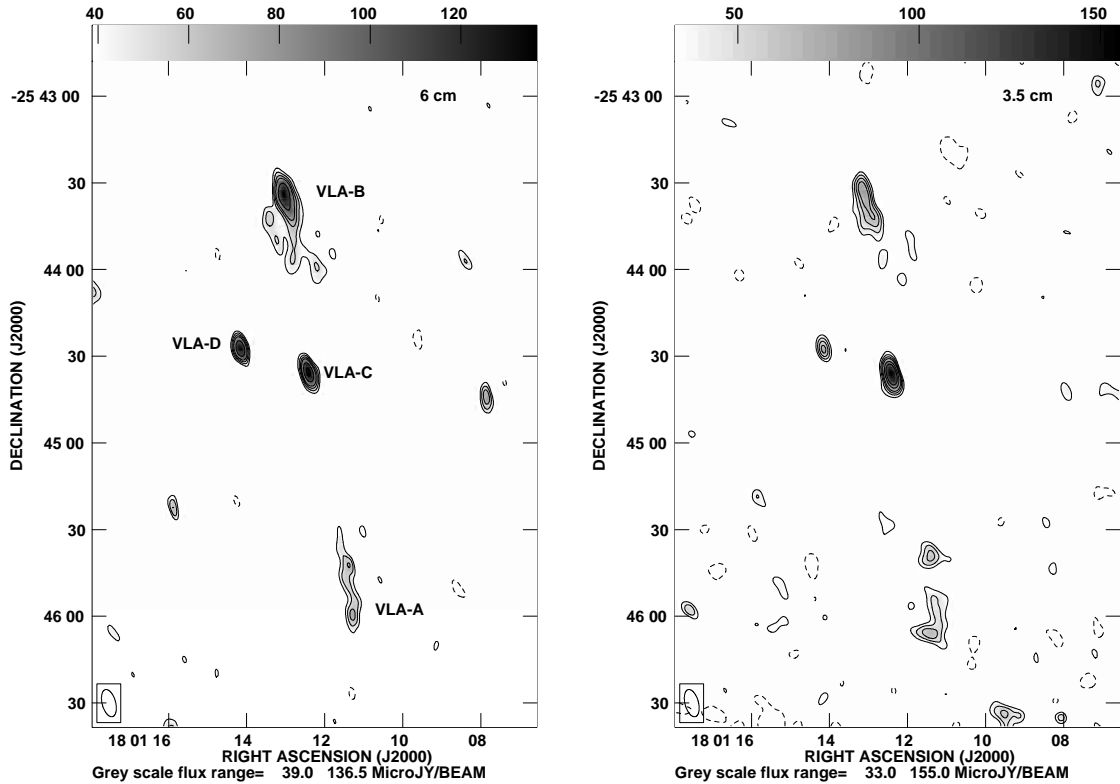 40 60 80 100 120
6 cm
-25 43 00
30
44 00
30
45 00
30
46 00
30
VLA-B
VLA-D
VLA-C
VLA-A
DECLINATION (J2000)
18 01 16 14 12 10 08
RIGHT ASCENSION (J2000)
Grey scale flux range= 39.0 136.5 MicroJY/BEAM
50 100 150
3.5 cm
-25 43 00
30
44 00
30
45 00
30
46 00
30
DECLINATION (J2000)
18 01 16 14 12 10 08
RIGHT ASCENSION (J2000)
Grey scale flux range= 33.0 155.0 MicroJY/BEAM